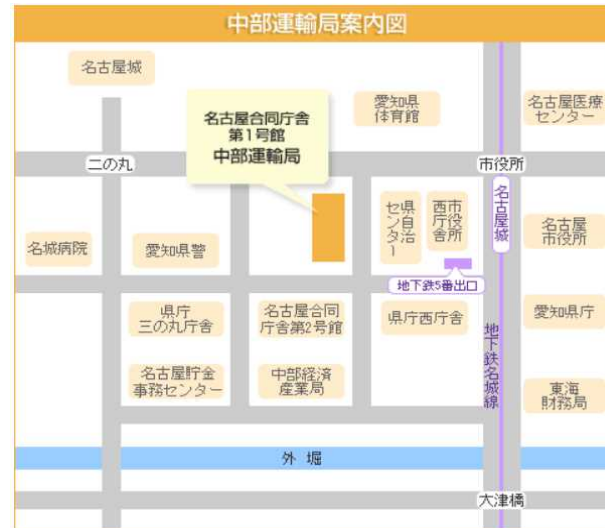 中部運輸局案内図
名古屋城
愛知県
体育館
名古屋医療
センター
名古屋合同庁舎
第1号館
中部運輸局
二の丸
市役所
名城病院
愛知県警
県自治
センター
西庁舎
市役所
名古屋城
名古屋
市役所
地下鉄5番出口
県庁
三の丸庁舎
名古屋合同
庁舎第2号館
県庁西庁舎
愛知県庁
地下鉄名城線
名古屋貯金
事務センター
中部経済
産業局
東海
財務局
外 堀
大津橋